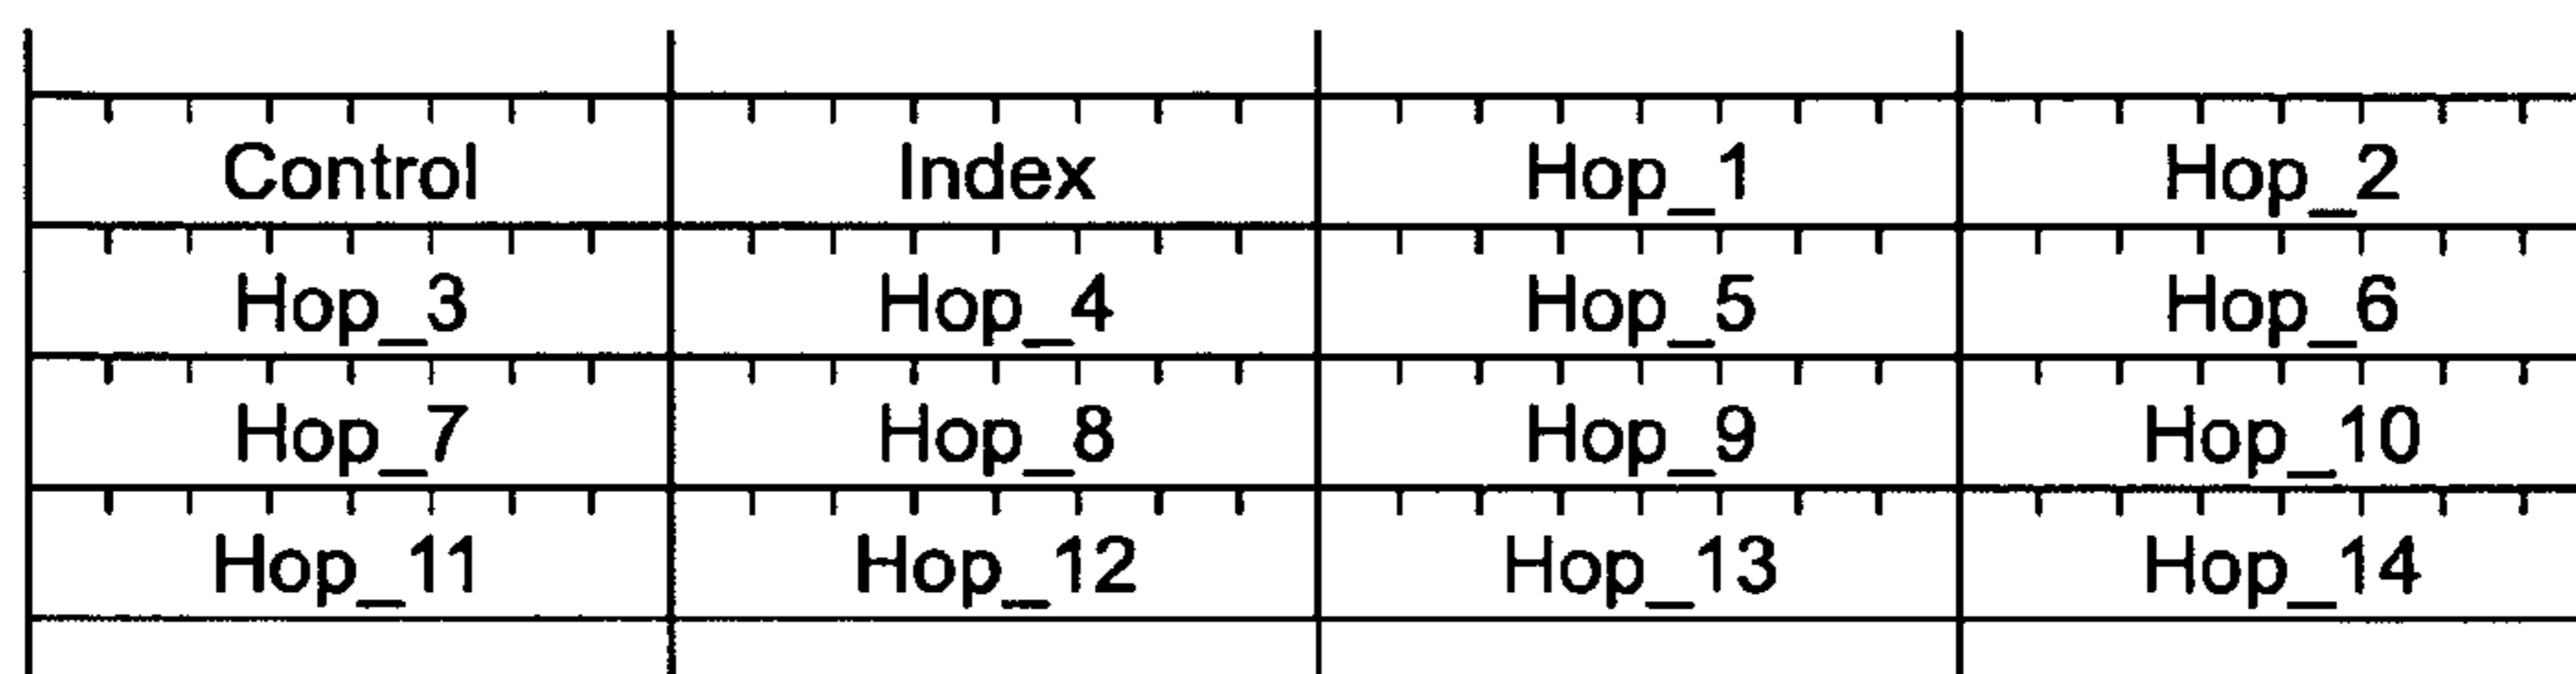 Control Index Hop_1 Hop_2
Hop_3 Hop_4 Hop_5 Hop_6
Hop_7 Hop_8 Hop_9 Hop_10
Hop_11 Hop_12 Hop_13 Hop_14